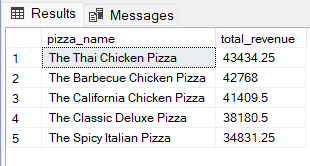 Results Messages
pizza_name total_revenue
1 The Thai Chicken Pizza 43434.25
2 The Barbecue Chicken Pizza 42768
3 The California Chicken Pizza 41409.5
4 The Classic Deluxe Pizza 38180.5
5 The Spicy Italian Pizza 34831.25